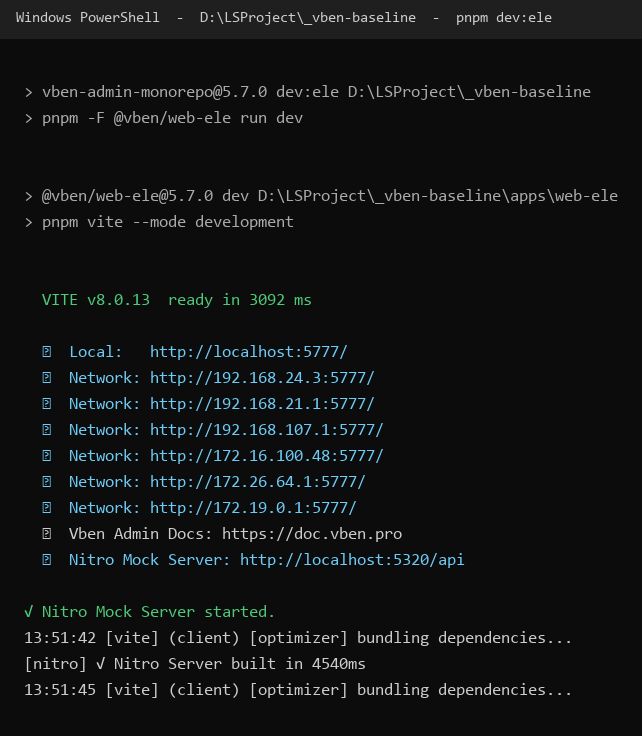 Windows PowerShell  -  D:\LSProject\_vben-baseline  -  pnpm dev:ele
> vben-admin-monorepo@5.7.0 dev:ele D:\LSProject\_vben-baseline
> pnpm -F @vben/web-ele run dev
> @vben/web-ele@5.7.0 dev D:\LSProject\_vben-baseline\apps\web-ele
> pnpm vite --mode development
VITE v8.0.13  ready in 3092 ms
Local:   http://localhost:5777/
Network: http://192.168.24.3:5777/
Network: http://192.168.21.1:5777/
Network: http://192.168.107.1:5777/
Network: http://172.16.100.48:5777/
Network: http://172.26.64.1:5777/
Network: http://172.19.0.1:5777/
Vben Admin Docs: https://doc.vben.pro
Nitro Mock Server: http://localhost:5320/api
√ Nitro Mock Server started.
13:51:42 [vite] (client) [optimizer] bundling dependencies...
[nitro] √ Nitro Server built in 4540ms
13:51:45 [vite] (client) [optimizer] bundling dependencies...